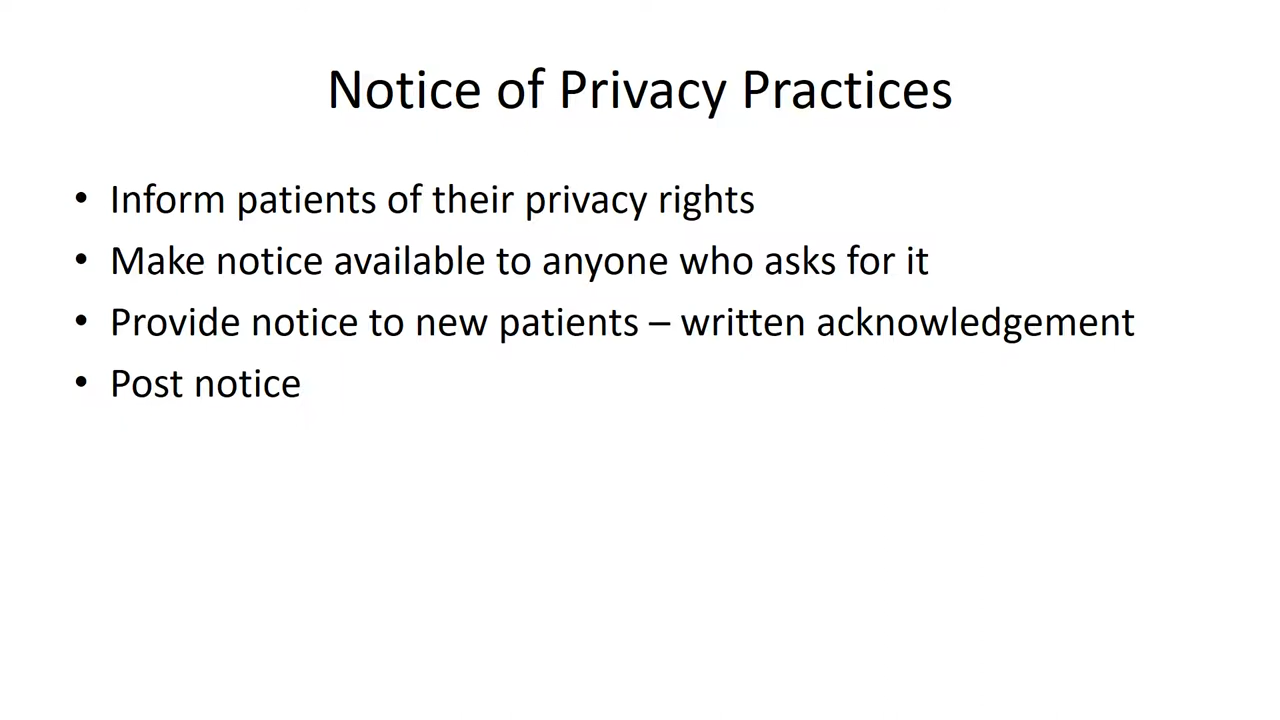 Notice of Privacy Practices
• Inform patients of their privacy rights
• Make notice available to anyone who asks for it
• Provide notice to new patients – written acknowledgement
• Post notice